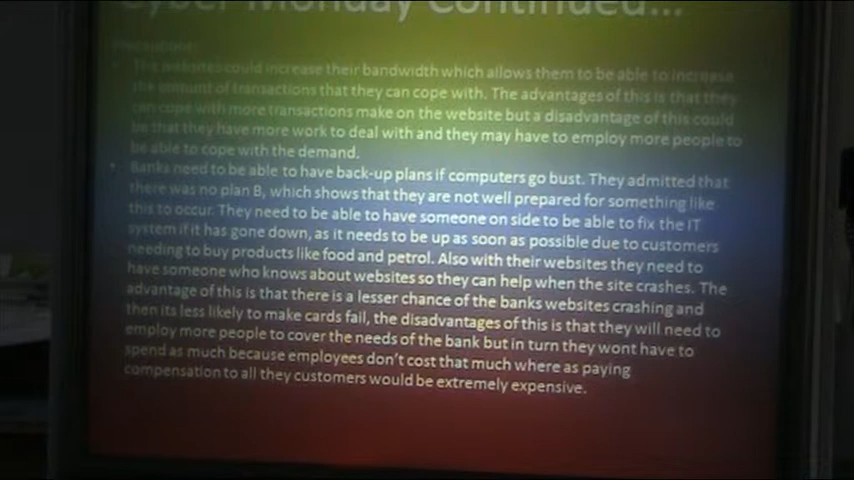 Cyber Monday Continued...
Precautions:
• The websites could increase their bandwidth which allows them to be able to increase
the amount of transactions that they can cope with. The advantages of this is that they
can cope with more transactions make on the website but a disadvantage of this could
be that they have more work to deal with and they may have to employ more people to
be able to cope with the demand.
• Banks need to be able to have back-up plans if computers go bust. They admitted that
there was no plan B, which shows that they are not well prepared for something like
this to occur. They need to be able to have someone on side to be able to fix the IT
system if it has gone down, as it needs to be up as soon as possible due to customers
needing to buy products like food and petrol. Also with their websites they need to
have someone who knows about websites so they can help when the site crashes. The
advantage of this is that there is a lesser chance of the banks websites crashing and
then its less likely to make cards fail, the disadvantages of this is that they will need to
employ more people to cover the needs of the bank but in turn they wont have to
spend as much because employees don't cost that much where as paying
compensation to all they customers would be extremely expensive.